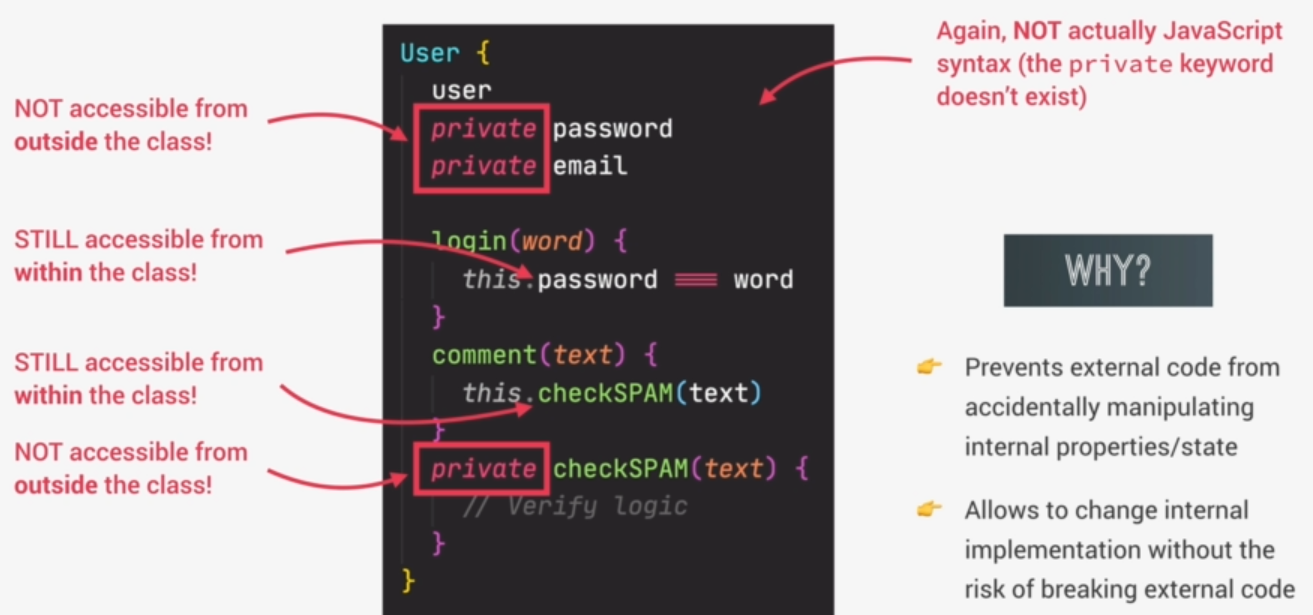 NOT accessible from
outside the class!
STILL accessible from
within the class!
STILL accessible from
within the class!
NOT accessible from
outside the class!
User {
user
private password
private email
login(word) {
this.password === word
}
comment(text) {
this.checkSPAM(text)
}
private checkSPAM(text) {
// Verify logic
}
}
Again, NOT actually JavaScript
syntax (the private keyword
doesn’t exist)
WHY?
👉 Prevents external code from
accidentally manipulating
internal properties/state
👉 Allows to change internal
implementation without the
risk of breaking external code